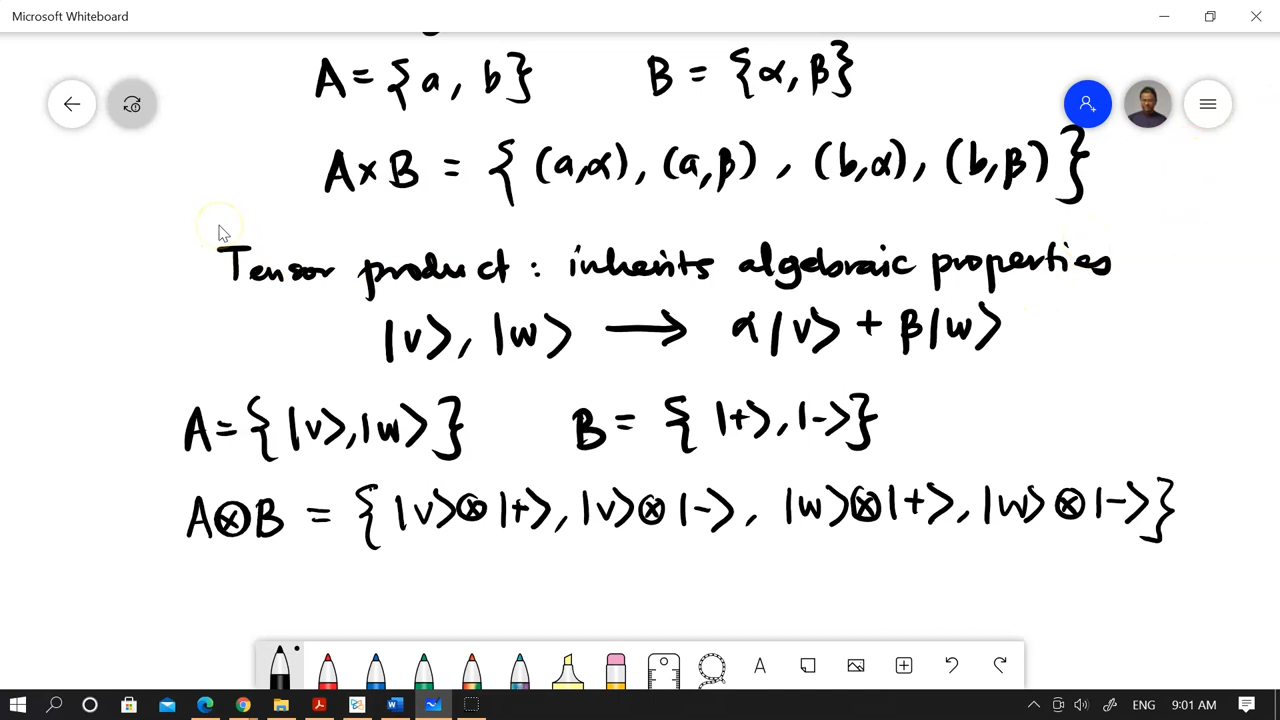 Microsoft Whiteboard
A = {a, b} B = {α, β}
A×B = {(a,α), (a,β), (b,α), (b,β)}
Tensor product: inherits algebraic properties
|v>, |w> ⟶ α|v> + β|w>
A = {|v>, |w>} B = {|+>, |->}
A⊗B = {|v>⊗|+>, |v>⊗|->, |w>⊗|+>, |w>⊗|->}
A
ENG 9:01 AM